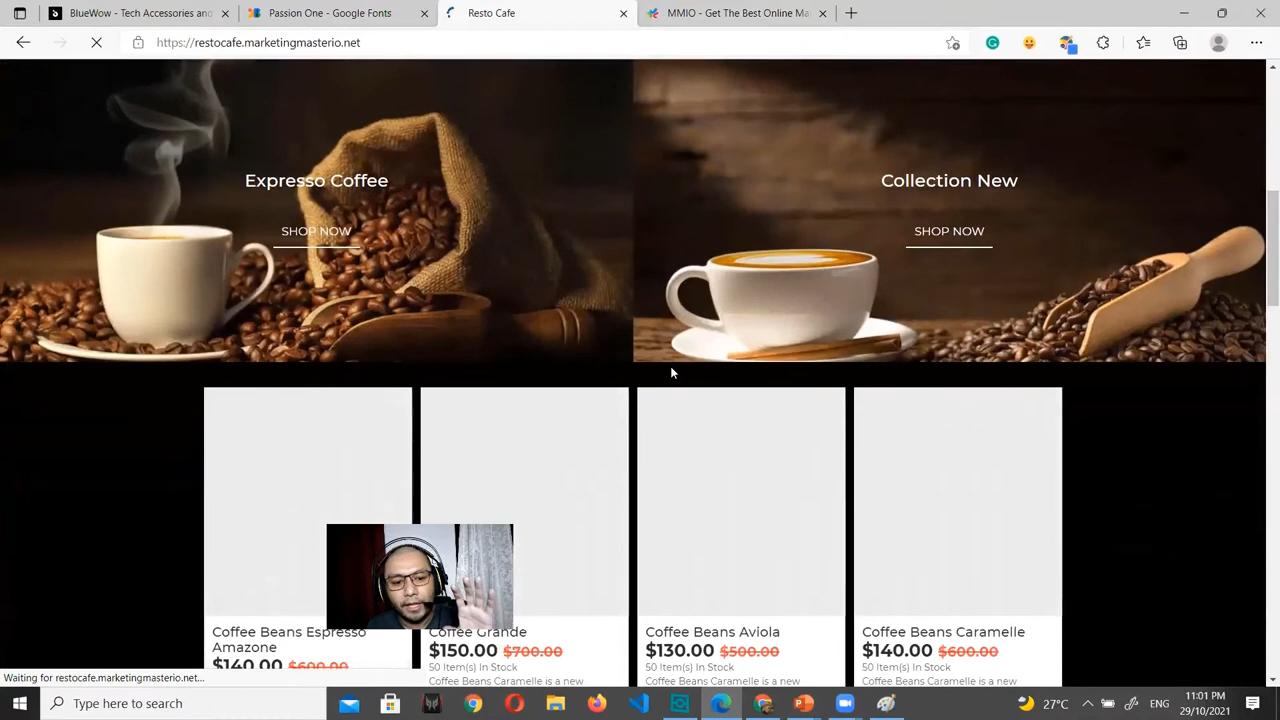 BlueWow - Tech Accessories and
Passion One - Google Fonts
Resto Cafe
MMIO - Get The Best Online Ma
https://restocafe.marketingmasterio.net
Expresso Coffee
SHOP NOW
Collection New
SHOP NOW
Coffee Beans Espresso
Amazone
$140.00 $600.00
Coffee Grande
$150.00 $700.00
50 Item(s) In Stock
Coffee Beans Caramelle is a new
Coffee Beans Aviola
$130.00 $500.00
50 Item(s) In Stock
Coffee Beans Caramelle is a new
Coffee Beans Caramelle
$140.00 $600.00
50 Item(s) In Stock
Coffee Beans Caramelle is a new
Waiting for restocafe.marketingmasterio.net...
Type here to search
27°C
ENG
11:01 PM
29/10/2021